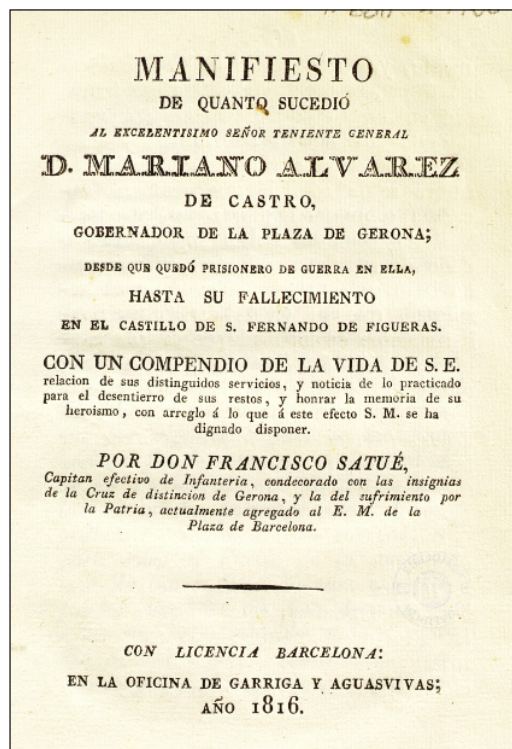 MANIFIESTO
DE QUANTO SUCEDIÓ
AL EXCELENTISIMO SEÑOR TENIENTE GENERAL
D. MARIANO ALVAREZ
DE CASTRO,
GOBERNADOR DE LA PLAZA DE GERONA;
DESDE QUE QUEDÓ PRISIONERO DE GUERRA EN ELLA,
HASTA SU FALLECIMIENTO
EN EL CASTILLO DE S. FERNANDO DE FIGUERAS.
CON UN COMPENDIO DE LA VIDA DE S. E.
relacion de sus distinguidos servicios, y noticia de lo practicado
para el desentierro de sus restos, y honrar la memoria de su
heroismo, con arreglo á lo que á este efecto S. M. se ha
dignado disponer.
POR DON FRANCISCO SATUÉ,
Capitan efectivo de Infanteria, condecorado con las insignias
de la Cruz de distincion de Gerona, y la del sufrimiento por
la Patria, actualmente agregado al E. M. de la
Plaza de Barcelona.
CON LICENCIA BARCELONA:
EN LA OFICINA DE GARRIGA Y AGUASVIVAS;
AÑO 1816.